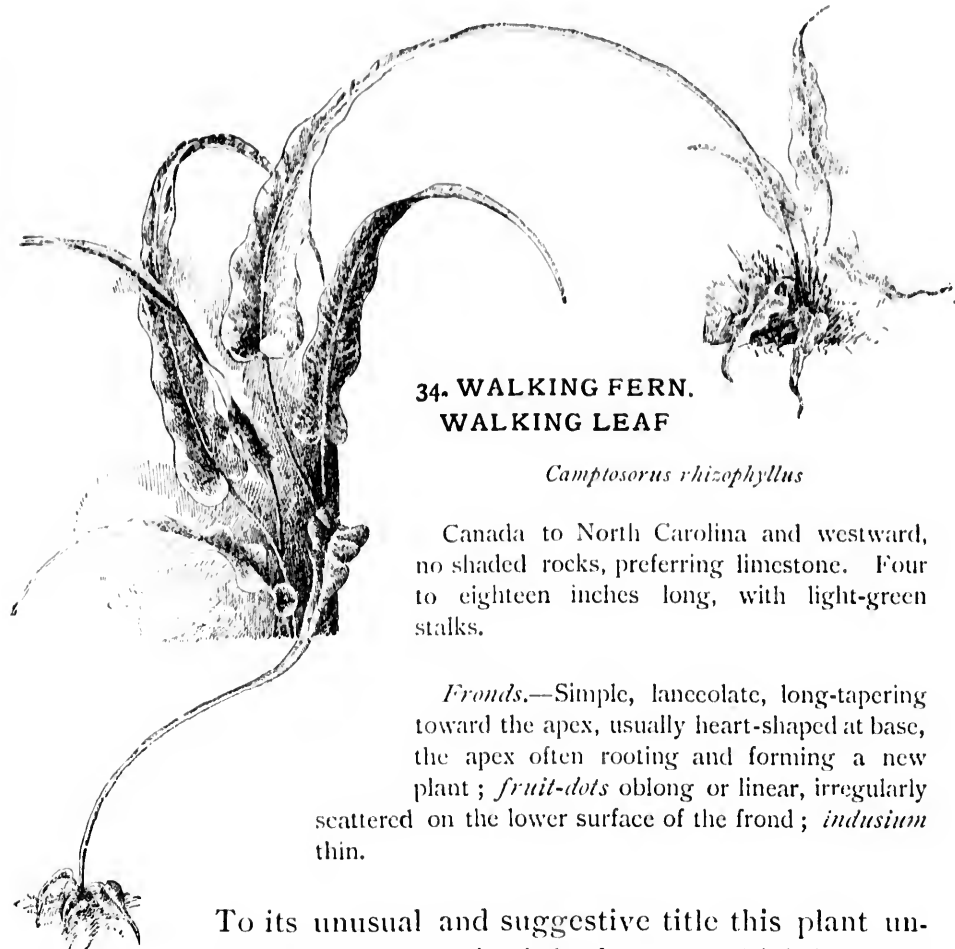 34. WALKING FERN.
WALKING LEAF
Camptosorus rhizophyllus
Canada to North Carolina and westward,
no shaded rocks, preferring limestone. Four
to eighteen inches long, with light-green
stalks.
Fronds.—Simple, lanceolate, long-tapering
toward the apex, usually heart-shaped at base,
the apex often rooting and forming a new
plant ; fruit-dots oblong or linear, irregularly
scattered on the lower surface of the frond ; indusium
thin.
To its unusual and suggestive title this plant un-